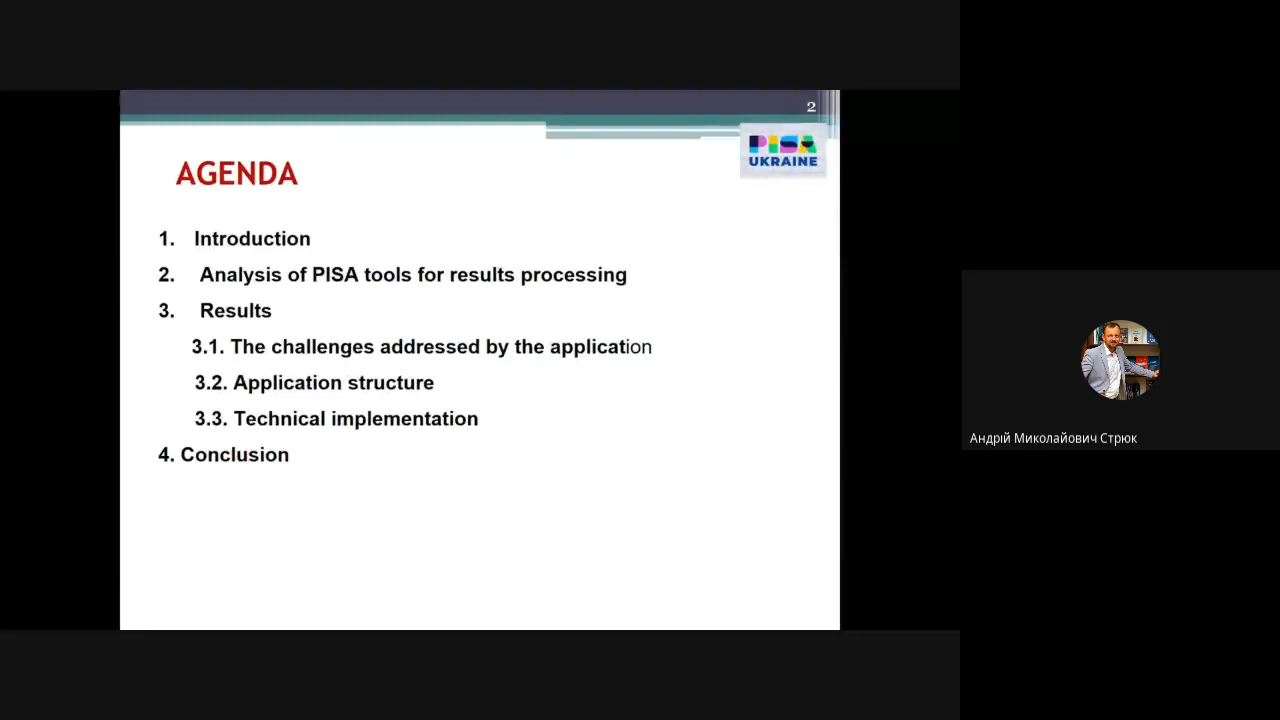 2
PISA
UKRAINE
AGENDA
1. Introduction
2. Analysis of PISA tools for results processing
3. Results
3.1. The challenges addressed by the application
3.2. Application structure
3.3. Technical implementation
4. Conclusion
Андрій Миколайович Стрюк